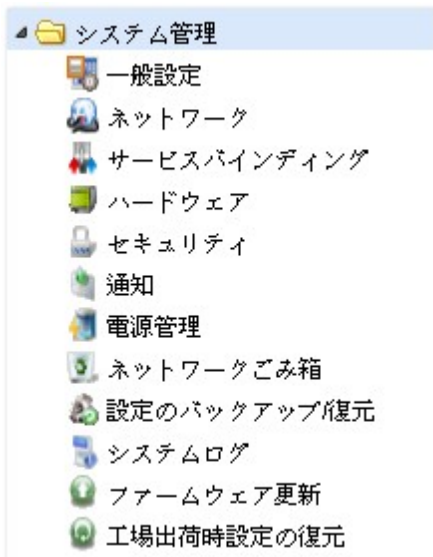 システム管理
一般設定
ネットワーク
サービスバインディング
ハードウェア
セキュリティ
通知
電源管理
ネットワークごみ箱
設定のバックアップ/復元
システムログ
ファームウェア更新
工場出荷時設定の復元